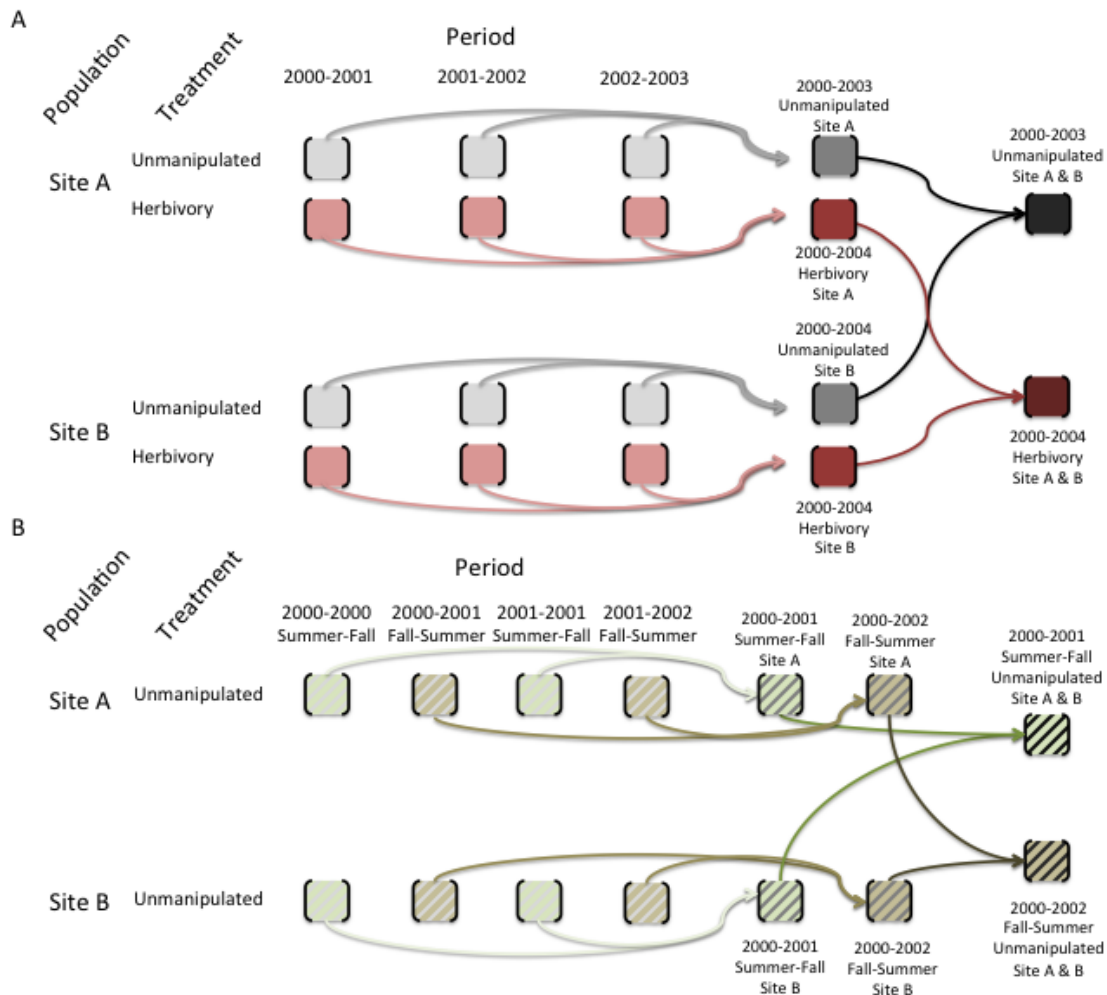 A
Population
Treatment
Period
2000-2001
2001-2002
2002-2003
2000-2003
Unmanipulated
Site A
2000-2003
Unmanipulated
Site A & B
Site A
Unmanipulated
Herbivory
2000-2004
Herbivory
Site A
2000-2004
Unmanipulated
Site B
Site B
Unmanipulated
Herbivory
2000-2004
Herbivory
Site A & B
2000-2004
Herbivory
Site B
B
Population
Treatment
Period
2000-2000
Summer-Fall
2000-2001
Fall-Summer
2001-2001
Summer-Fall
2001-2002
Fall-Summer
2000-2001
Summer-Fall
Site A
2000-2002
Fall-Summer
Site A
2000-2001
Summer-Fall
Unmanipulated
Site A & B
Site A
Unmanipulated
Site B
Unmanipulated
2000-2001
Summer-Fall
Site B
2000-2002
Fall-Summer
Site B
2000-2002
Fall-Summer
Unmanipulated
Site A & B